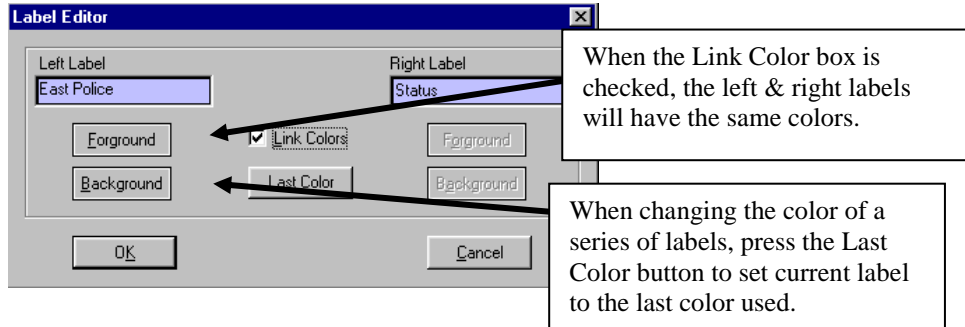 Label Editor
Left Label
Right Label
East Police
Status
Forground
Link Colors
Forground
Background
Last Color
Background
OK
Cancel
When the Link Color box is
checked, the left & right labels
will have the same colors.
When changing the color of a
series of labels, press the Last
Color button to set current label
to the last color used.